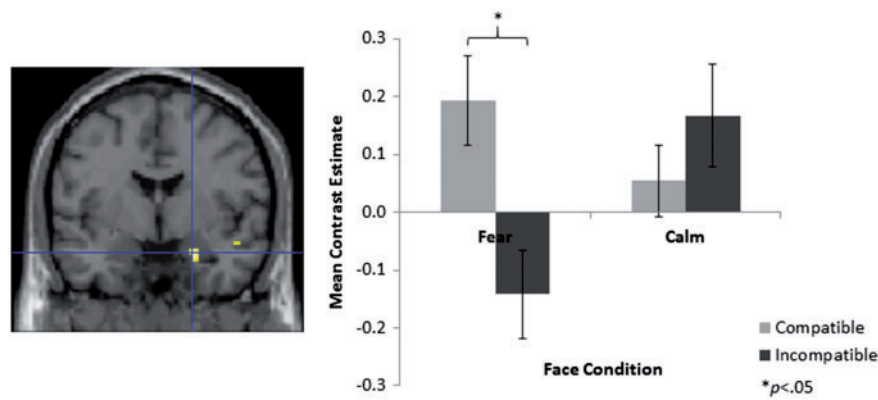 Mean Contrast Estimate
0.3
0.2
0.1
0.0
-0.1
-0.2
-0.3
*
Fear
Calm
Face Condition
Compatible
Incompatible
*p<.05